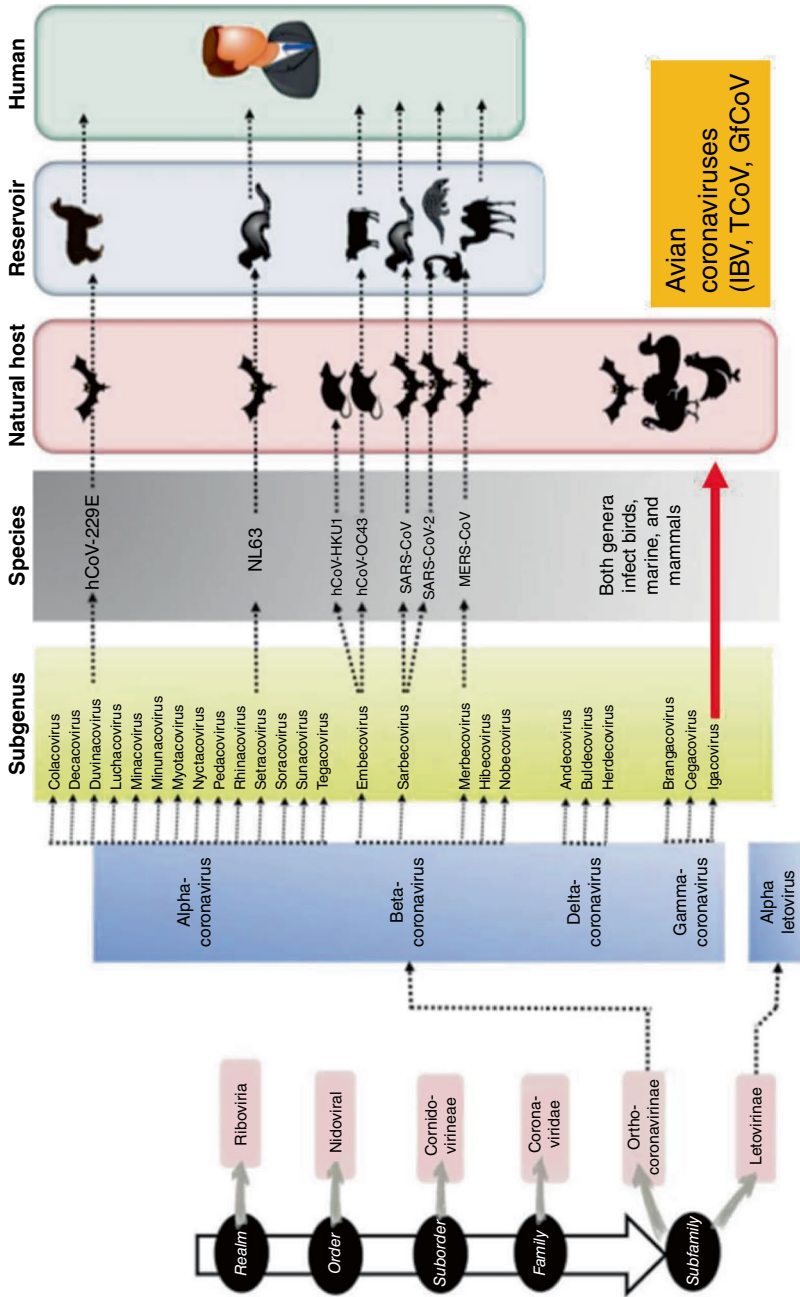 Realm
Riboviria
Order
Nidoviral
Suborder
Cornido-
virineae
Family
Corona-
viridae
Subfamily
Ortho-
coronavirinae
Letovirinae
Alpha-
coronavirus
Beta-
coronavirus
Delta-
coronavirus
Gamma-
coronavirus
Alpha
letovirus
Subgenus
Colacovirus
Decacovirus
Duvinacovirus
Luchacovirus
Minacovirus
Minunacovirus
Myotacovirus
Nyctacovirus
Pedacovirus
Rhinacovirus
Setracovirus
Soracovirus
Sunacovirus
Tegacovirus
Embecovirus
Sarbecovirus
Merbecovirus
Hibecovirus
Nobecovirus
Andecovirus
Buldecovirus
Herdecovirus
Brangacovirus
Cegacovirus
Igacovirus
Species
hCoV-229E
NL63
hCoV-HKU1
hCoV-OC43
SARS-CoV
SARS-CoV-2
MERS-CoV
Both genera
infect birds,
marine, and
mammals
Natural host
Reservoir
Human
Avian
coronaviruses
(IBV, TCoV, GfCoV